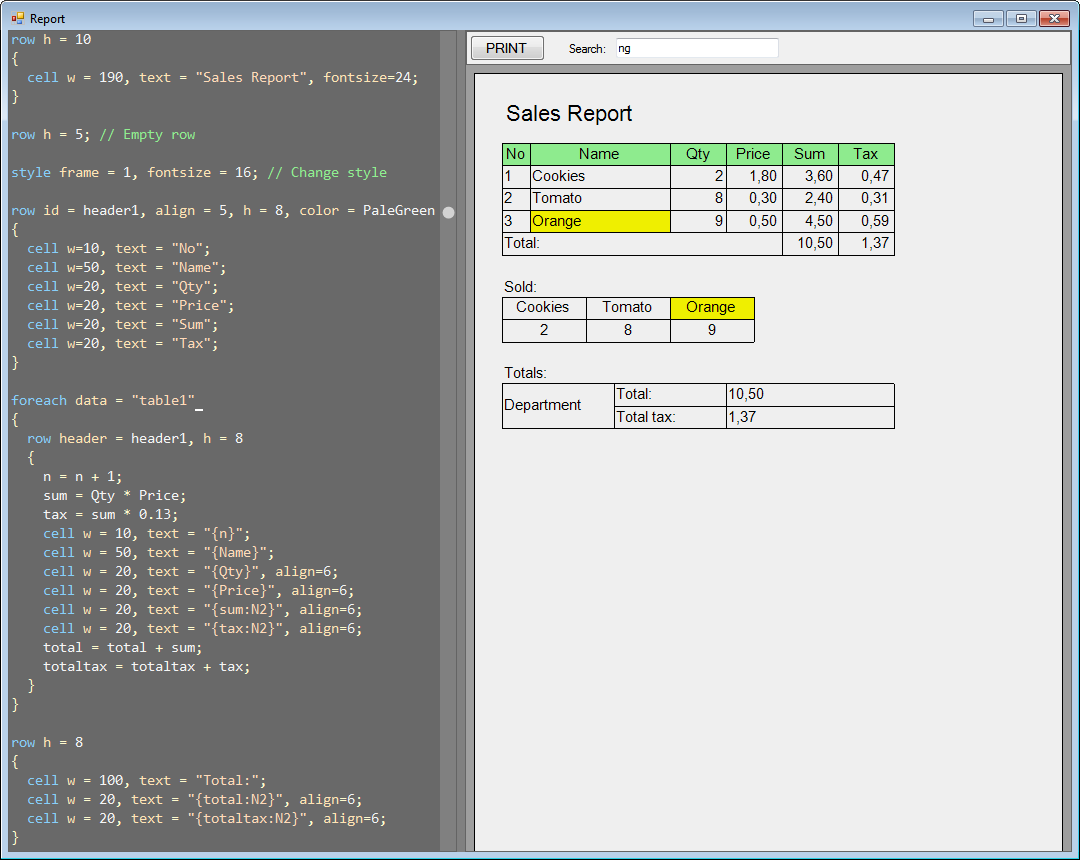 Report
row h = 10
{
  cell w = 190, text = "Sales Report", fontsize=24;
}
row h = 5; // Empty row
style frame = 1, fontsize = 16; // Change style
row id = header1, align = 5, h = 8, color = PaleGreen
{
  cell w=10, text = "No";
  cell w=50, text = "Name";
  cell w=20, text = "Qty";
  cell w=20, text = "Price";
  cell w=20, text = "Sum";
  cell w=20, text = "Tax";
}
foreach data = "table1"
{
  row header = header1, h = 8
  {
    n = n + 1;
    sum = Qty * Price;
    tax = sum * 0.13;
    cell w = 10, text = "{n}";
    cell w = 50, text = "{Name}";
    cell w = 20, text = "{Qty}", align=6;
    cell w = 20, text = "{Price}", align=6;
    cell w = 20, text = "{sum:N2}", align=6;
    cell w = 20, text = "{tax:N2}", align=6;
    total = total + sum;
    totaltax = totaltax + tax;
  }
}
row h = 8
{
  cell w = 100, text = "Total:";
  cell w = 20, text = "{total:N2}", align=6;
  cell w = 20, text = "{totaltax:N2}", align=6;
}
PRINT Search: ng
Sales Report
No Name Qty Price Sum Tax
1 Cookies 2 1,80 3,60 0,47
2 Tomato 8 0,30 2,40 0,31
3 Orange 9 0,50 4,50 0,59
Total: 10,50 1,37
Sold:
Cookies Tomato Orange
2 8 9
Totals:
Department Total: 10,50
Total tax: 1,37